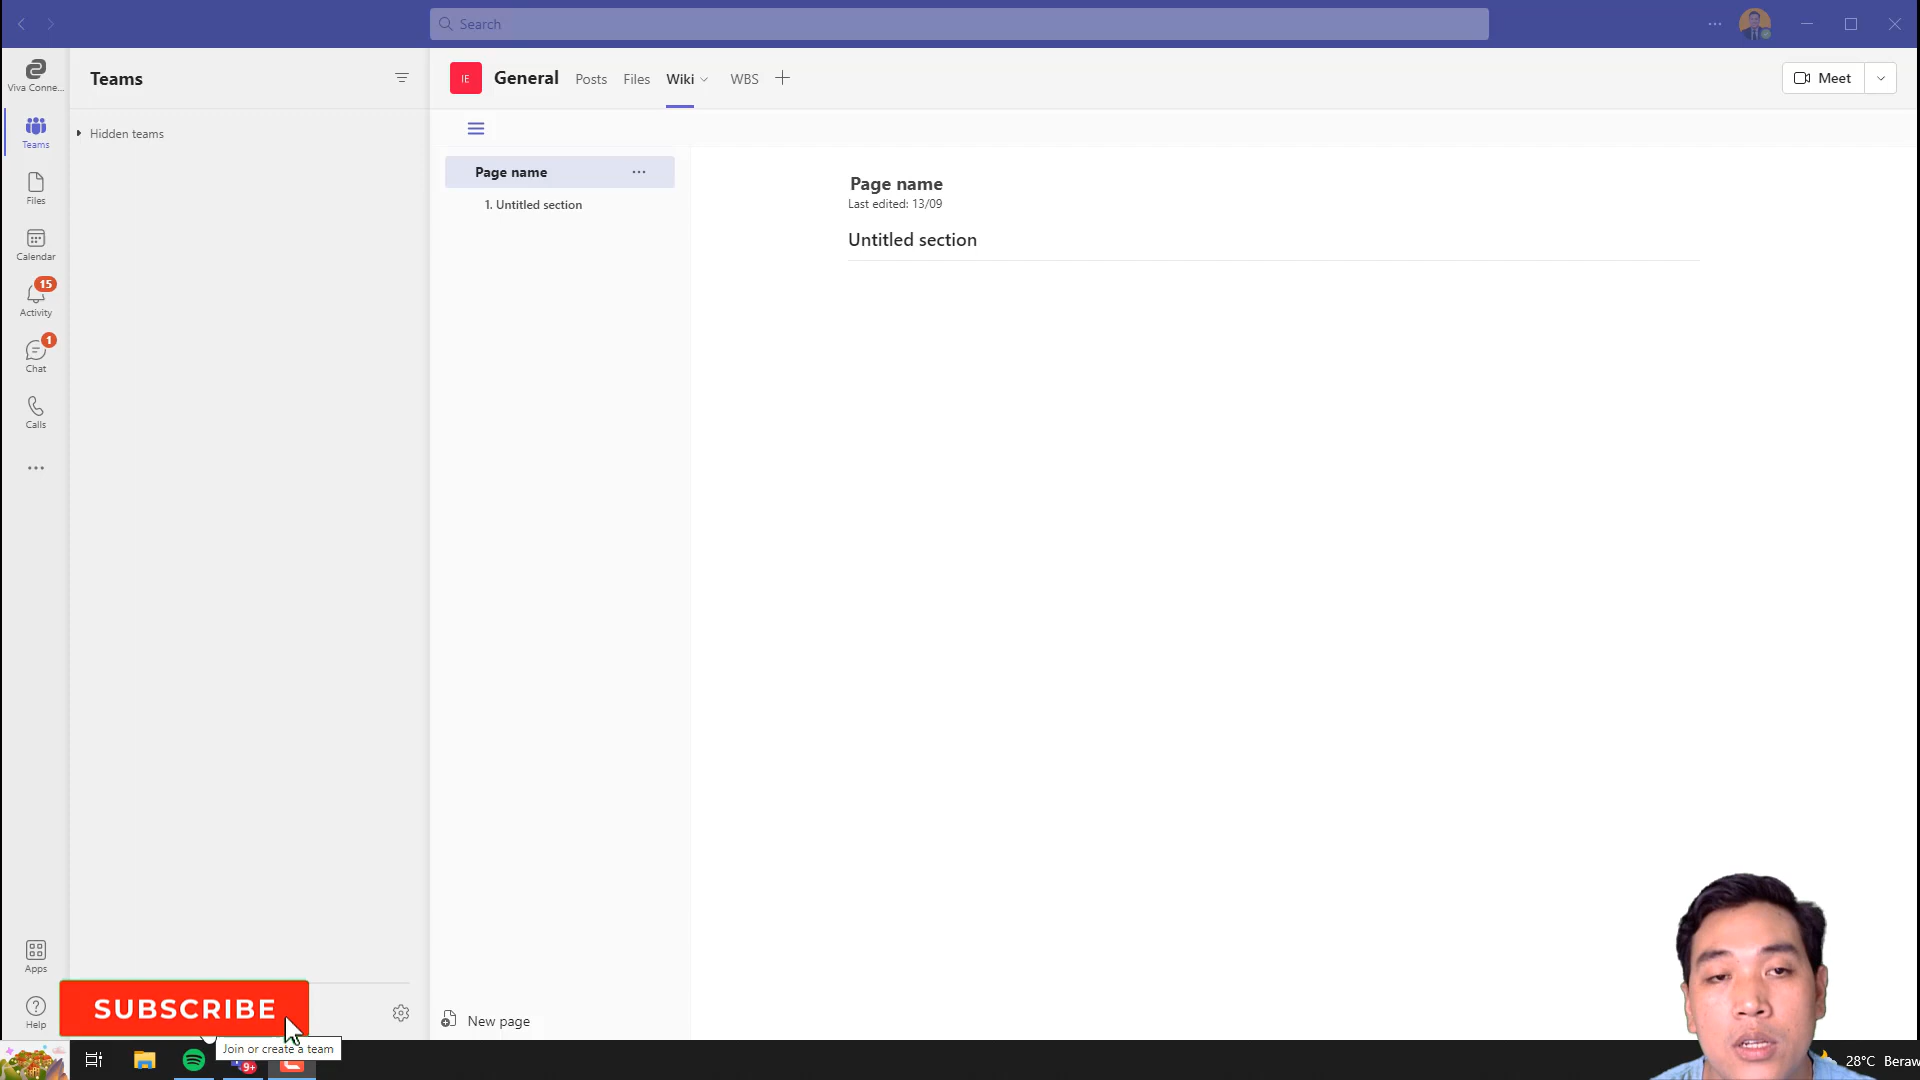 Search
Viva Conne...
Teams
Files
Calendar
15
Activity
1
Chat
Calls
Apps
Help
Teams
Hidden teams
IE
General
Posts
Files
Wiki
WBS
Meet
Page name
1. Untitled section
Page name
Last edited: 13/09
Untitled section
New page
SUBSCRIBE
Join or create a team
9+
28°C Beraw